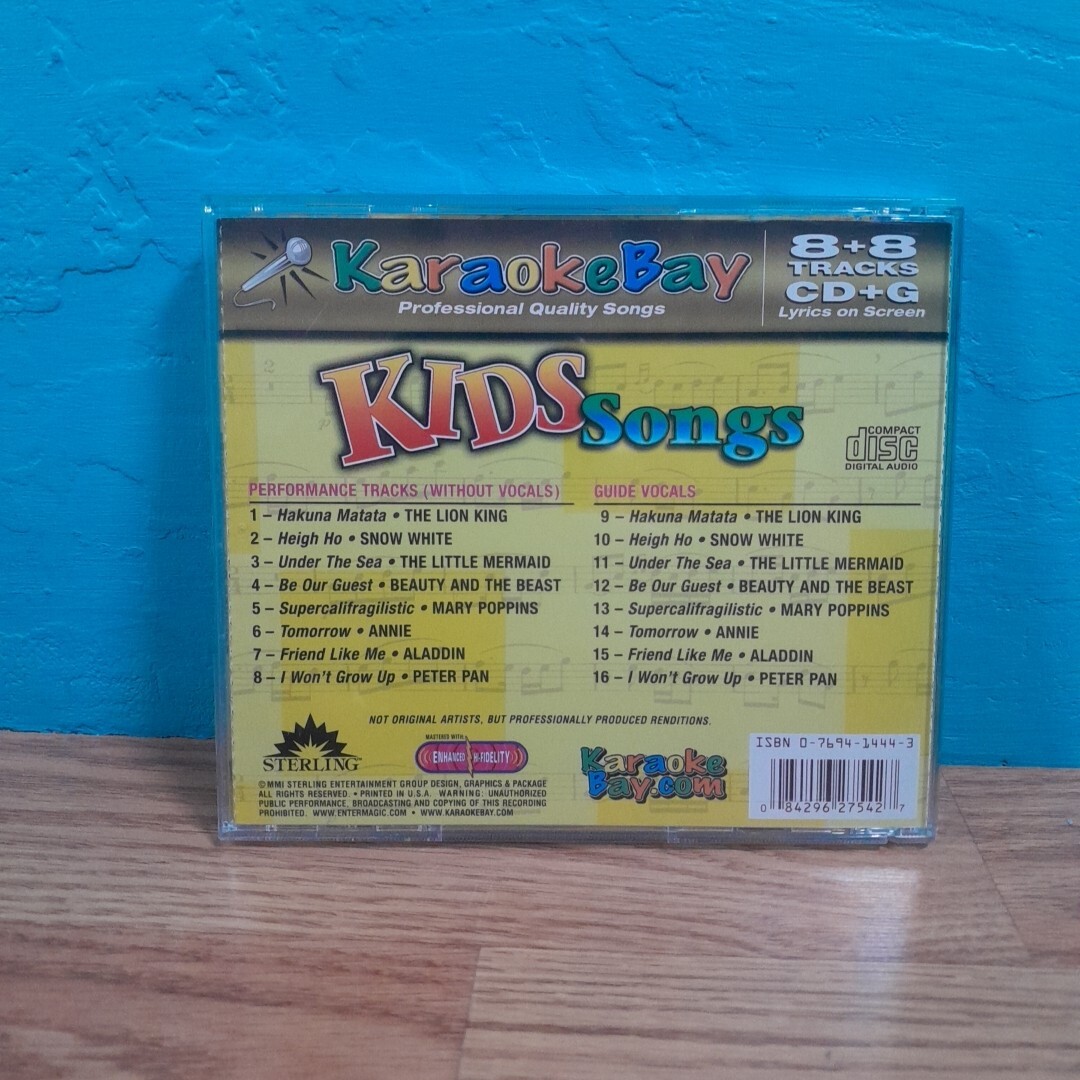 KaraokeBay
Professional Quality Songs
8+8
TRACKS
CD+G
Lyrics on Screen
KIDS Songs
COMPACT
disc
DIGITAL AUDIO
PERFORMANCE TRACKS (WITHOUT VOCALS)
1 – Hakuna Matata • THE LION KING
2 – Heigh Ho • SNOW WHITE
3 – Under The Sea • THE LITTLE MERMAID
4 – Be Our Guest • BEAUTY AND THE BEAST
5 – Supercalifragilistic • MARY POPPINS
6 – Tomorrow • ANNIE
7 – Friend Like Me • ALADDIN
8 – I Won't Grow Up • PETER PAN
GUIDE VOCALS
9 – Hakuna Matata • THE LION KING
10 – Heigh Ho • SNOW WHITE
11 – Under The Sea • THE LITTLE MERMAID
12 – Be Our Guest • BEAUTY AND THE BEAST
13 – Supercalifragilistic • MARY POPPINS
14 – Tomorrow • ANNIE
15 – Friend Like Me • ALADDIN
16 – I Won't Grow Up • PETER PAN
NOT ORIGINAL ARTISTS, BUT PROFESSIONALLY PRODUCED RENDITIONS.
STERLING™
MASTERED WITH
ENHANCED HI-FIDELITY
Karaoke
Bay.com
ISBN 0-7694-1444-3
0 84296 27542 7
©MMI STERLING ENTERTAINMENT GROUP DESIGN, GRAPHICS & PACKAGE
ALL RIGHTS RESERVED. • PRINTED IN U.S.A. WARNING: UNAUTHORIZED
PUBLIC PERFORMANCE, BROADCASTING AND COPYING OF THIS RECORDING
PROHIBITED. WWW.ENTERMAGIC.COM • WWW.KARAOKEBAY.COM